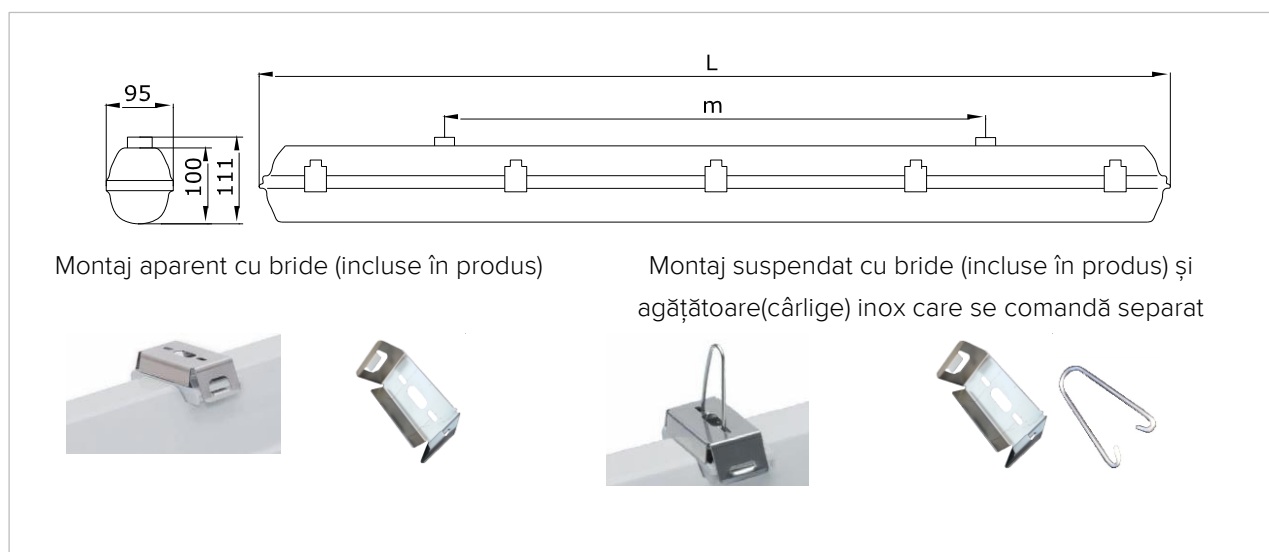 L
95
m
100
111
Montaj aparent cu bride (incluse în produs)
Montaj suspendat cu bride (incluse în produs) și
agățătoare(cârlige) inox care se comandă separat